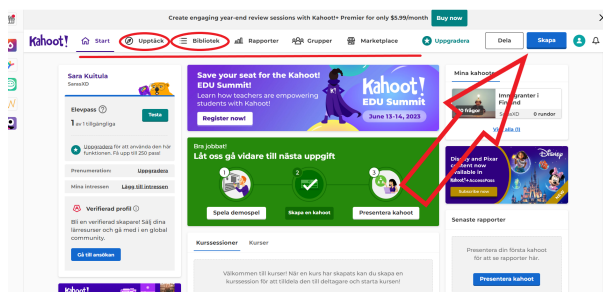 Create engaging year-end review sessions with Kahoot!+ Premier for only $5.99/month
Buy now
Kahoot!
Start
Upptäck
Bibliotek
Rapporter
Grupper
Marketplace
Uppgradera
Dela
Skapa
Sara Kuitula
SarasXD
Elevpass
1 av 1 tillgängliga
Testa
Uppgradera för att använda den här
funktionen. Få upp till 250 pass!
Prenumeration: Uppgradera
Mina intressen Lägg till intressen
Verifierad profil
Bli en verifierad skapare! Sälj dina
lärresurser och gå med i en global
community.
Gå till ansökan
Kahoot!
Save your seat for the Kahoot!
EDU Summit!
Learn how teachers are empowering
students with Kahoot!
Register now!
Kahoot!
EDU Summit
June 13-14, 2023
Bra jobbat!
Låt oss gå vidare till nästa uppgift
1
2
3
Spela demospel
Skapa en kahoot
Presentera kahoot
Kurssessioner
Kurser
Välkommen till kurser! När en kurs har skapats kan du skapa en
kurssession för att tilldela den till deltagare och starta kursen!
Mina kahoots
Immigranter i
Finland
frågor
SarasXD
0 rundor
Visa alla (1)
Disney and Pixar
content now
available in
Kahoot!+ AccessPass
Subscribe now
Disney
Senaste rapporter
Presentera din första kahoot
för att se rapporter här.
Presentera kahoot